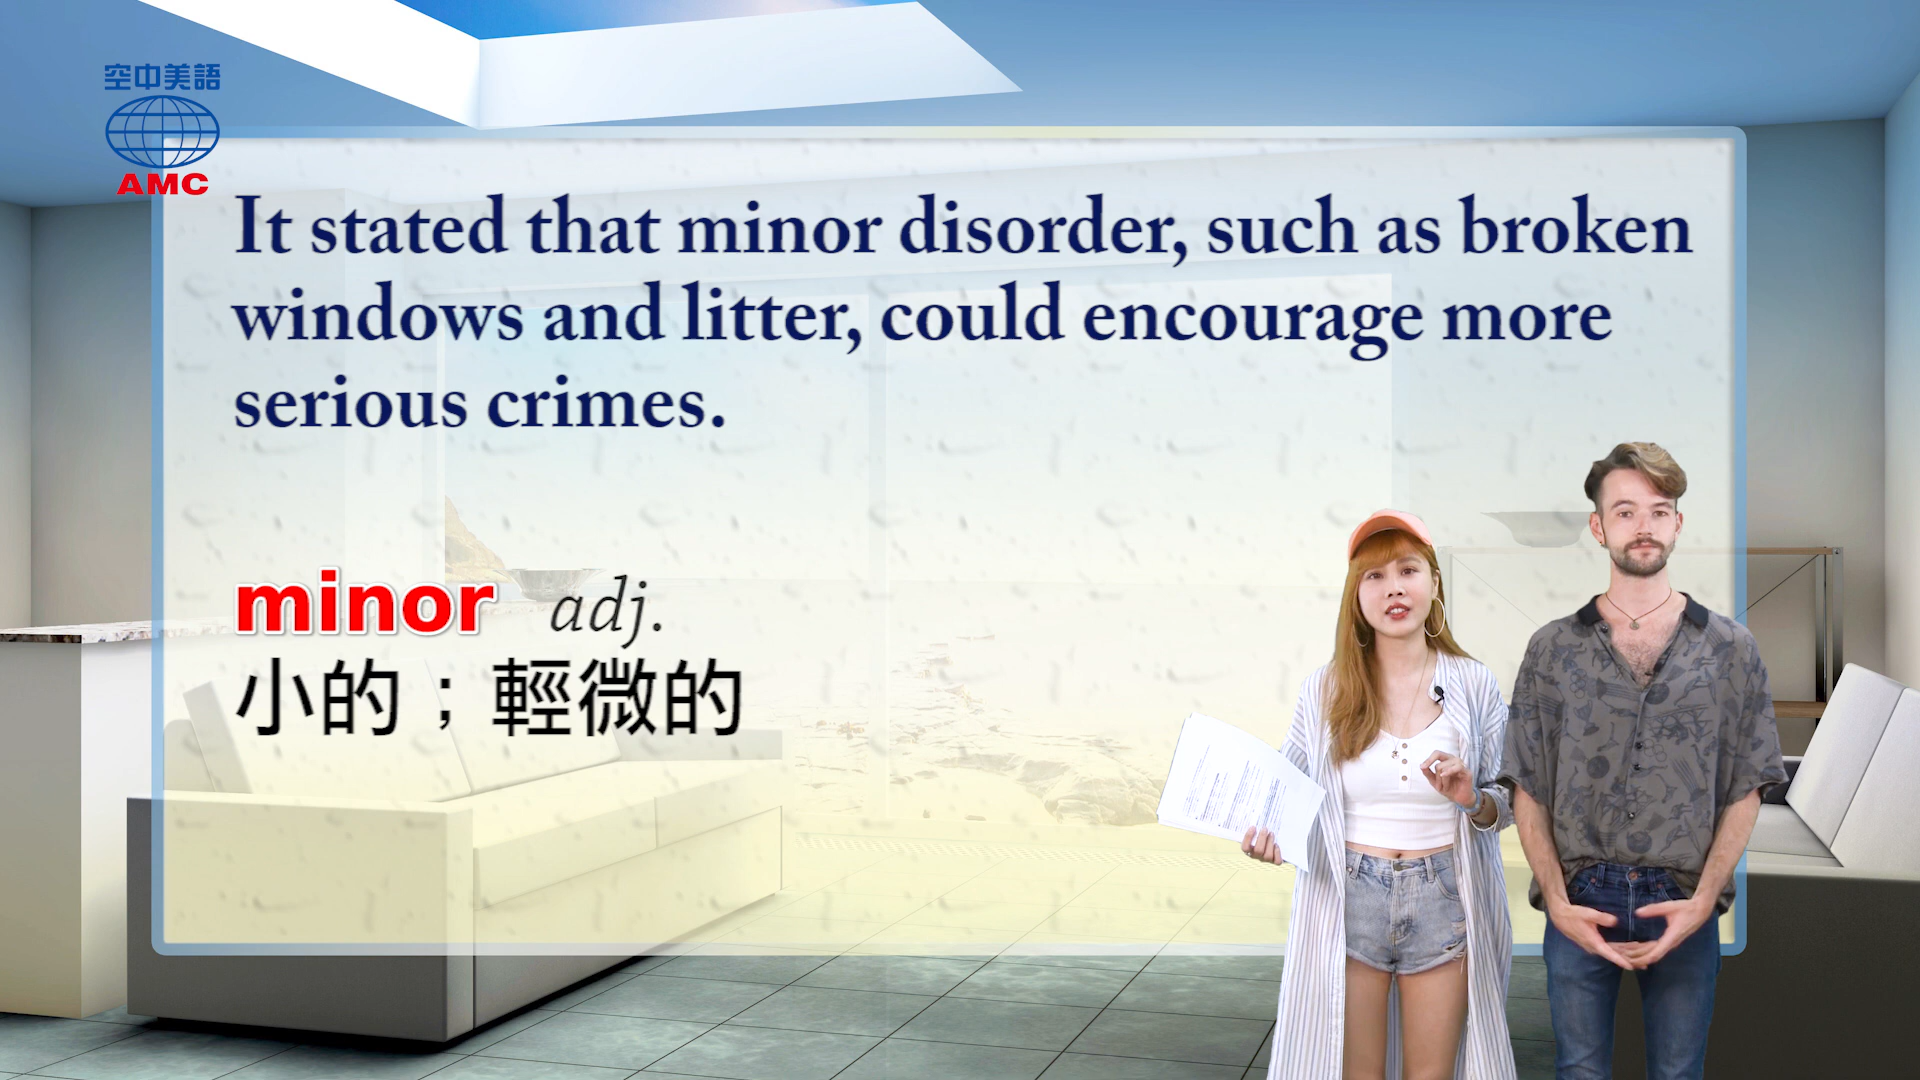 空中美語
AMC
It stated that minor disorder, such as broken
windows and litter, could encourage more
serious crimes.
minor adj.
小的；輕微的